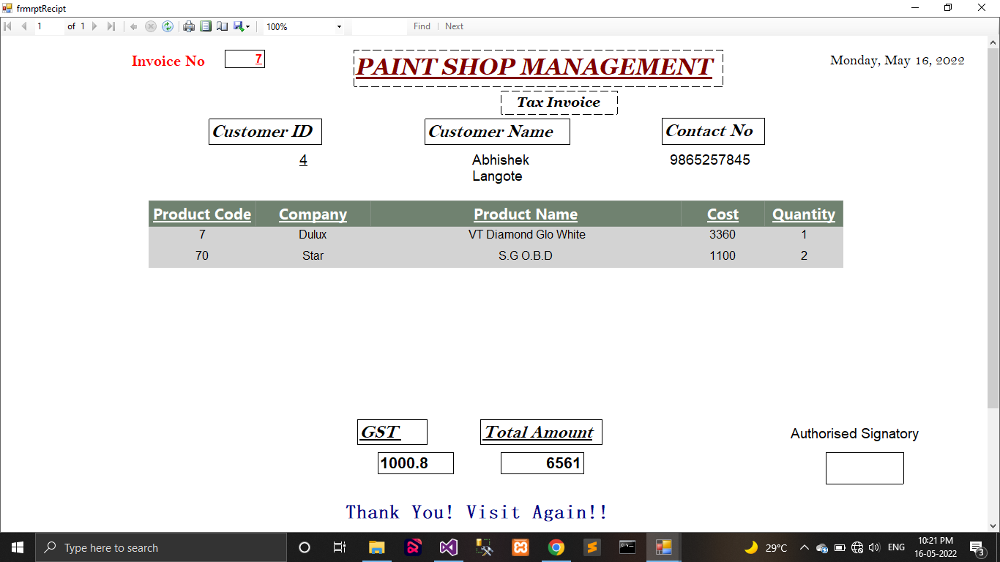 frmrptRecipt
1 of 1 100% Find Next
Invoice No 7 PAINT SHOP MANAGEMENT Monday, May 16, 2022
Tax Invoice
Customer ID Customer Name Contact No
4 Abhishek 9865257845
Langote
Product Code Company Product Name Cost Quantity
7 Dulux VT Diamond Glo White 3360 1
70 Star S.G O.B.D 1100 2
GST Total Amount Authorised Signatory
1000.8 6561
Thank You! Visit Again!!
Type here to search 29°C ENG 10:21 PM
16-05-2022 3